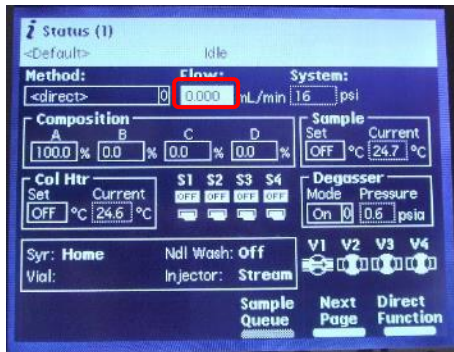 i Status (1)
<Default> Idle
Method: Flow: System:
<direct> 0 0.000 mL/min 16 psi
Composition Sample
A B C D Set Current
100.0 % 0.0 % 0.0 % 0.0 % OFF °C 24.7 °C
Col Htr S1 S2 S3 S4 Degasser
Set Current OFF OFF OFF OFF Mode Pressure
OFF °C 24.6 °C On 0 0.6 psia
Syr: Home Ndl Wash: Off V1 V2 V3 V4
Vial: Injector: Stream
Sample Next Direct
Queue Page Function